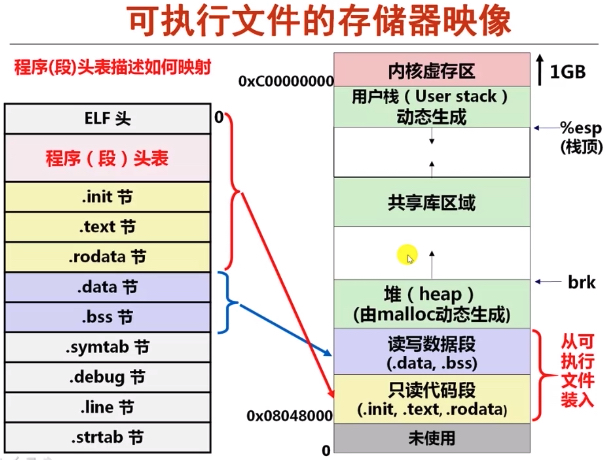 可执行文件的存储器映像
程序(段)头表描述如何映射
ELF 头
0
程序（段）头表
.init 节
.text 节
.rodata 节
.data 节
.bss 节
.symtab 节
.debug 节
.line 节
.strtab 节
0xC00000000
内核虚存区
1GB
用户栈（User stack）
动态生成
%esp
(栈顶)
共享库区域
brk
堆（heap）
(由malloc动态生成)
读写数据段
(.data, .bss)
只读代码段
(.init, .text, .rodata)
0x08048000
未使用
0
从可
执行
文件
装入